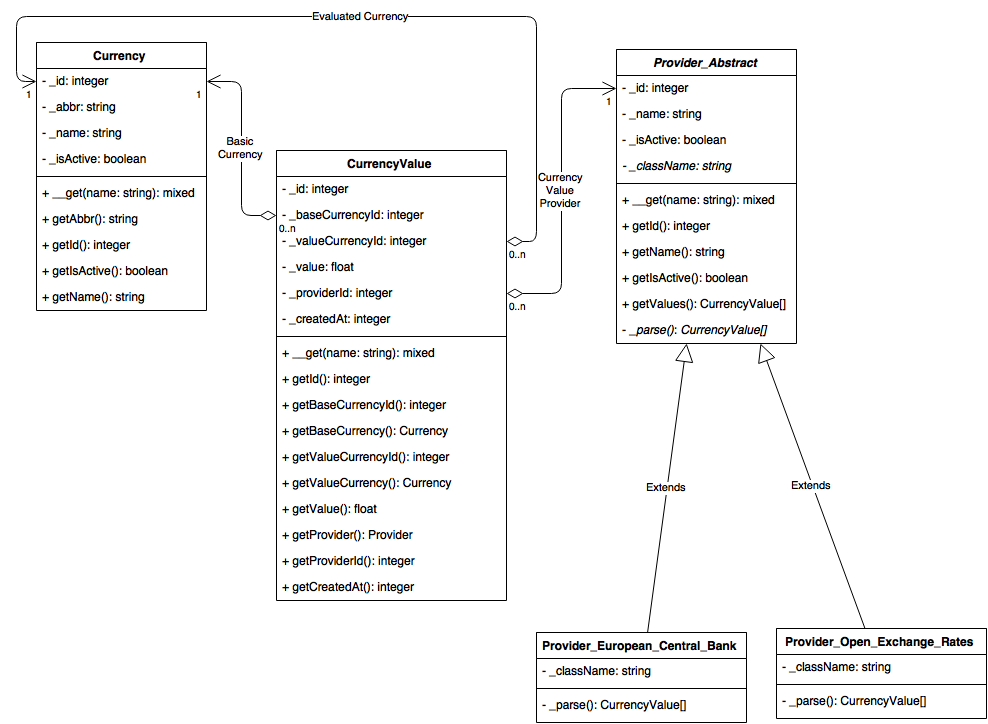 Evaluated Currency
Currency
- _id: integer
- _abbr: string
- _name: string
- _isActive: boolean
+ __get(name: string): mixed
+ getAbbr(): string
+ getId(): integer
+ getIsActive(): boolean
+ getName(): string
1
1
Basic
Currency
0..n
CurrencyValue
- _id: integer
- _baseCurrencyId: integer
- _valueCurrencyId: integer
- _value: float
- _providerId: integer
- _createdAt: integer
+ __get(name: string): mixed
+ getId(): integer
+ getBaseCurrencyId(): integer
+ getBaseCurrency(): Currency
+ getValueCurrencyId(): integer
+ getValueCurrency(): Currency
+ getValue(): float
+ getProvider(): Provider
+ getProviderId(): integer
+ getCreatedAt(): integer
0..n
0..n
Currency
Value
Provider
1
Provider_Abstract
- _id: integer
- _name: string
- _isActive: boolean
- _className: string
+ __get(name: string): mixed
+ getId(): integer
+ getName(): string
+ getIsActive(): boolean
+ getValues(): CurrencyValue[]
- _parse(): CurrencyValue[]
Extends
Extends
Provider_European_Central_Bank
- _className: string
- _parse(): CurrencyValue[]
Provider_Open_Exchange_Rates
- _className: string
- _parse(): CurrencyValue[]